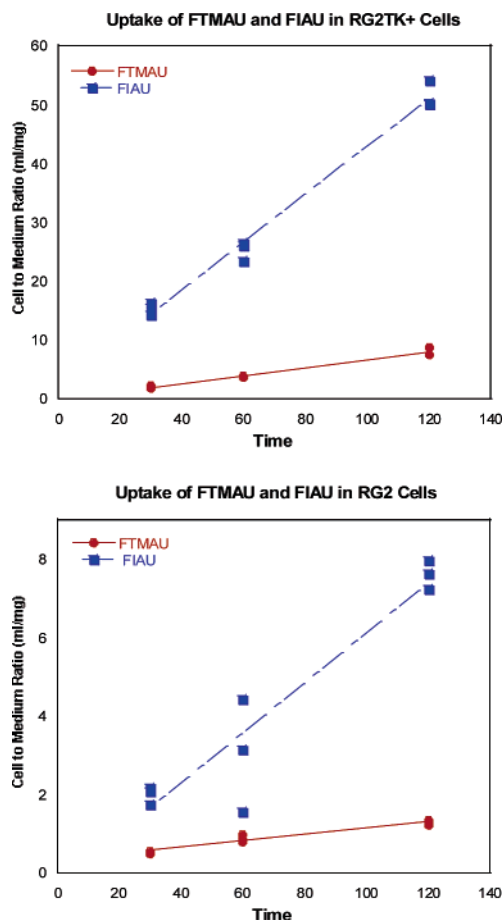 Uptake of FTMAU and FIAU in RG2TK+ Cells
60
50
40
30
20
10
0
Cell to Medium Ratio (ml/mg)
FTMAU
FIAU
0 20 40 60 80 100 120 140
Time
Uptake of FTMAU and FIAU in RG2 Cells
8
6
4
2
0
Cell to Medium Ratio (ml/mg)
FTMAU
FIAU
0 20 40 60 80 100 120 140
Time